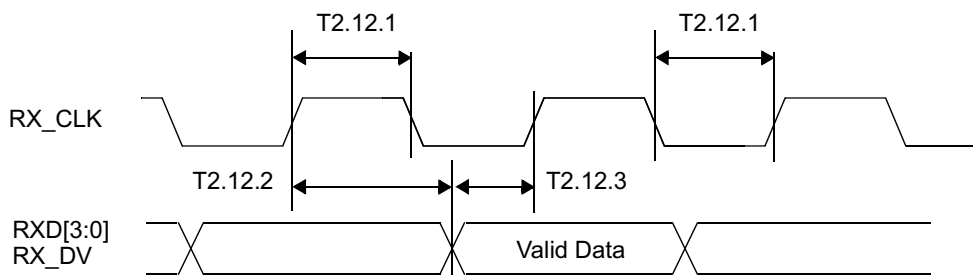 T2.12.1 T2.12.1
RX_CLK
T2.12.2 T2.12.3
RXD[3:0]
RX_DV
Valid Data